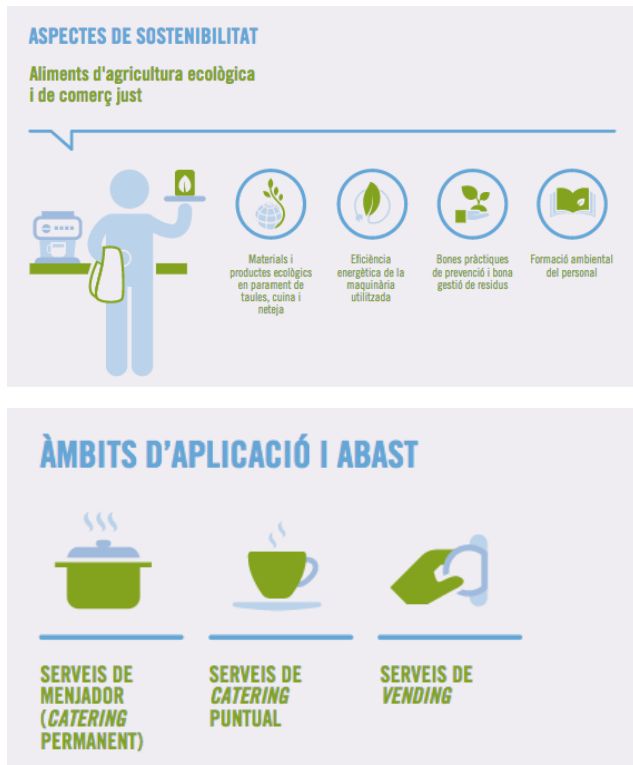 ASPECTES DE SOSTENIBILITAT
Aliments d'agricultura ecològica
i de comerç just
Materials i
productes ecològics
en parament de
taules, cuina i
neteja
Eficiència
energètica de la
maquinària
utilitzada
Bones pràctiques
de prevenció i bona
gestió de residus
Formació ambiental
del personal
ÀMBITS D'APLICACIÓ I ABAST
SERVEIS DE
MENJADOR
(CATERING
PERMANENT)
SERVEIS DE
CATERING
PUNTUAL
SERVEIS DE
VENDING